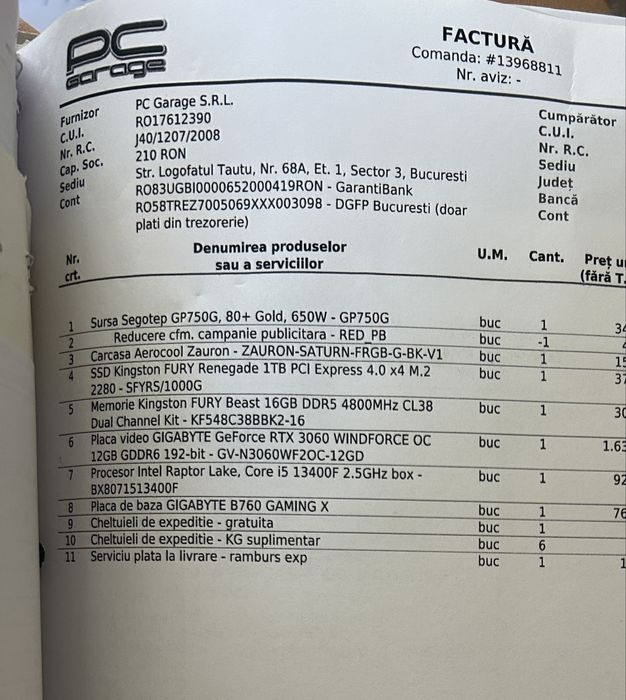 PC
Garage
FACTURĂ
Comanda: #13968811
Nr. aviz: -
Furnizor PC Garage S.R.L.
C.U.I. RO17612390
Nr. R.C. J40/1207/2008
Cap. Soc. 210 RON
Sediu Str. Logofatul Tautu, Nr. 68A, Et. 1, Sector 3, Bucuresti
Cont RO83UGBI0000652000419RON - GarantiBank
RO58TREZ7005069XXX003098 - DGFP Bucuresti (doar
plati din trezorerie)
Cumpărător
C.U.I.
Nr. R.C.
Sediu
Județ
Bancă
Cont
Nr.
crt.
Denumirea produselor
sau a serviciilor
U.M.
Cant.
Preț
(fără
1 Sursa Segotep GP750G, 80+ Gold, 650W - GP750G buc 1
2 Reducere cfm. campanie publicitara - RED_PB buc -1
3 Carcasa Aerocool Zauron - ZAURON-SATURN-FRGB-G-BK-V1 buc 1
4 SSD Kingston FURY Renegade 1TB PCI Express 4.0 x4 M.2 buc 1
2280 - SFYRS/1000G
5 Memorie Kingston FURY Beast 16GB DDR5 4800MHz CL38 buc 1
Dual Channel Kit - KF548C38BBK2-16
6 Placa video GIGABYTE GeForce RTX 3060 WINDFORCE OC buc 1
12GB GDDR6 192-bit - GV-N3060WF2OC-12GD
7 Procesor Intel Raptor Lake, Core i5 13400F 2.5GHz box - buc 1
BX8071513400F
8 Placa de baza GIGABYTE B760 GAMING X buc 1
9 Cheltuieli de expeditie - gratuita buc 1
10 Cheltuieli de expeditie - KG suplimentar buc 6
11 Serviciu plata la livrare - ramburs exp buc 1